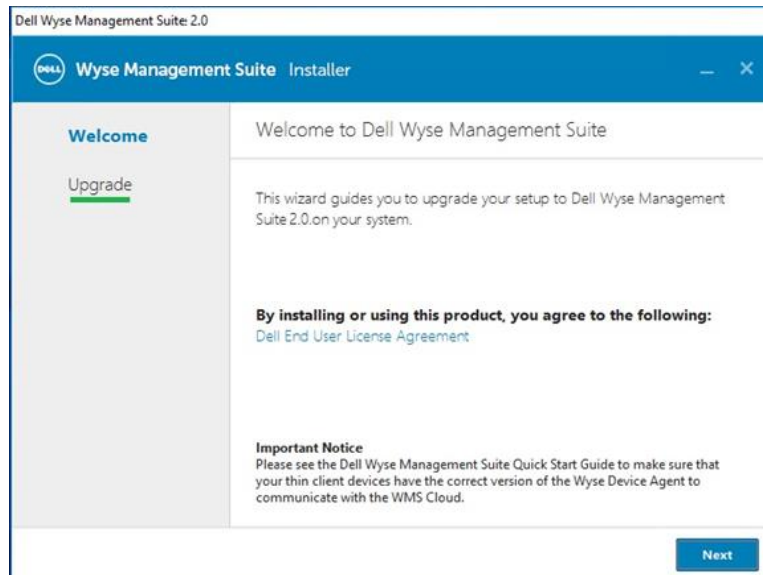 Dell Wyse Management Suite 2.0
DELL Wyse Management Suite Installer
Welcome
Upgrade
Welcome to Dell Wyse Management Suite
This wizard guides you to upgrade your setup to Dell Wyse Management
Suite 2.0.on your system.
By installing or using this product, you agree to the following:
Dell End User License Agreement
Important Notice
Please see the Dell Wyse Management Suite Quick Start Guide to make sure that
your thin client devices have the correct version of the Wyse Device Agent to
communicate with the WMS Cloud.
Next